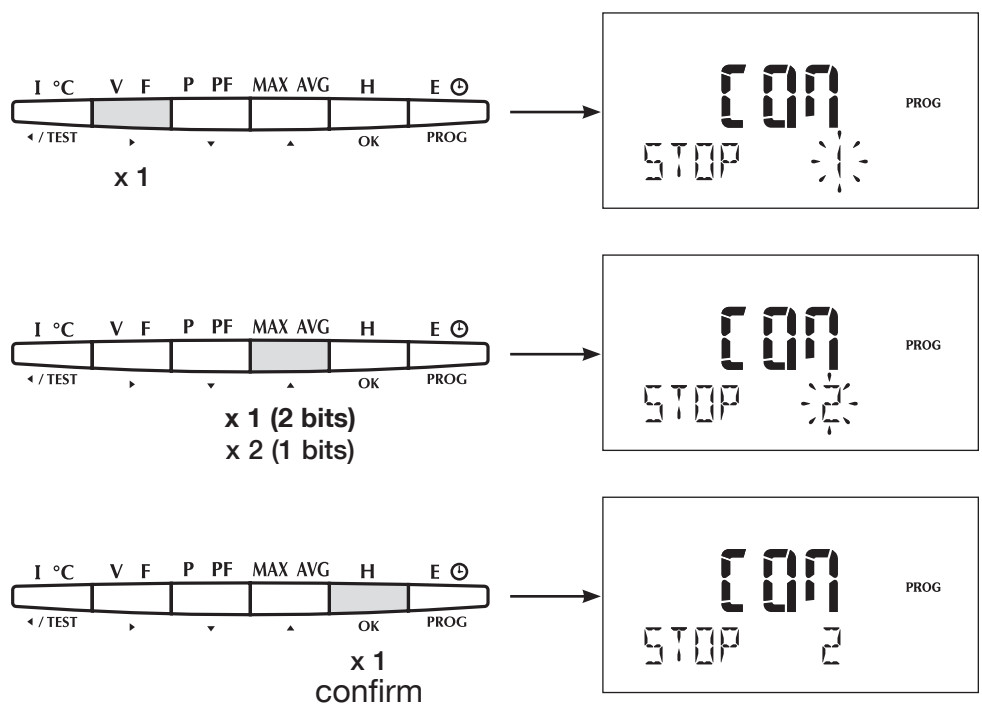 I °C V F P PF MAX AVG H E
◂ / TEST ▸ ▾ ▴ OK PROG
x 1
COM PROG
STOP 1
I °C V F P PF MAX AVG H E
◂ / TEST ▸ ▾ ▴ OK PROG
x 1 (2 bits)
x 2 (1 bits)
COM PROG
STOP 2
I °C V F P PF MAX AVG H E
◂ / TEST ▸ ▾ ▴ OK PROG
x 1
confirm
COM PROG
STOP 2